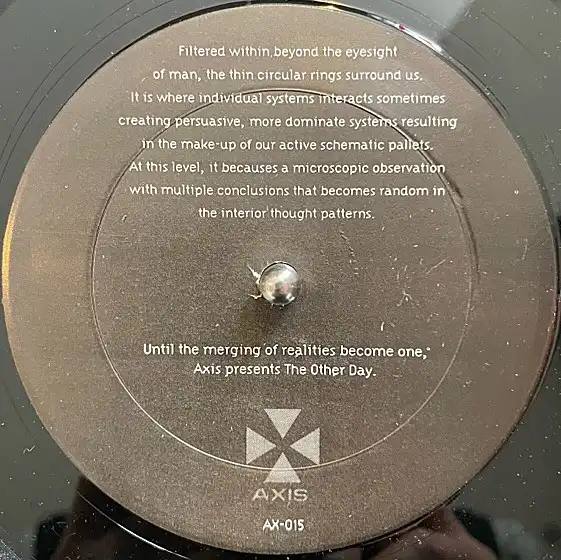 Filtered within beyond the eyesight
of man, the thin circular rings surround us.
It is where individual systems interacts sometimes
creating persuasive, more dominate systems resulting
in the make-up of our active schematic pallets.
At this level, it becauses a microscopic observation
with multiple conclusions that becomes random in
the interior thought patterns.
Until the merging of realities become one,
Axis presents The Other Day.
AXIS
AX-015